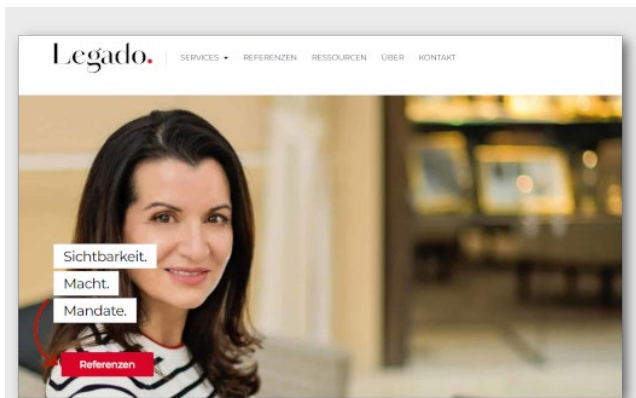 Legado.
SERVICES REFERENZEN RESSOURCEN ÜBER KONTAKT
Sichtbarkeit.
Macht.
Mandate.
Referenzen